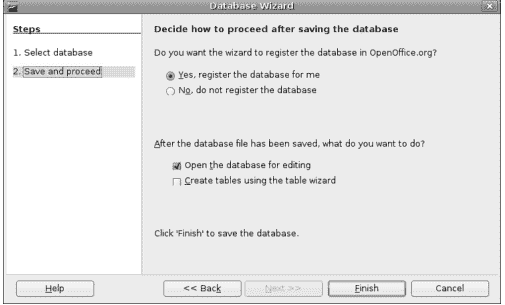 Database Wizard
Steps
1. Select database
2. Save and proceed
Decide how to proceed after saving the database
Do you want the wizard to register the database in OpenOffice.org?
Yes, register the database for me
No, do not register the database
After the database file has been saved, what do you want to do?
Open the database for editing
Create tables using the table wizard
Click 'Finish' to save the database.
Help
<< Back
Next >>
Finish
Cancel